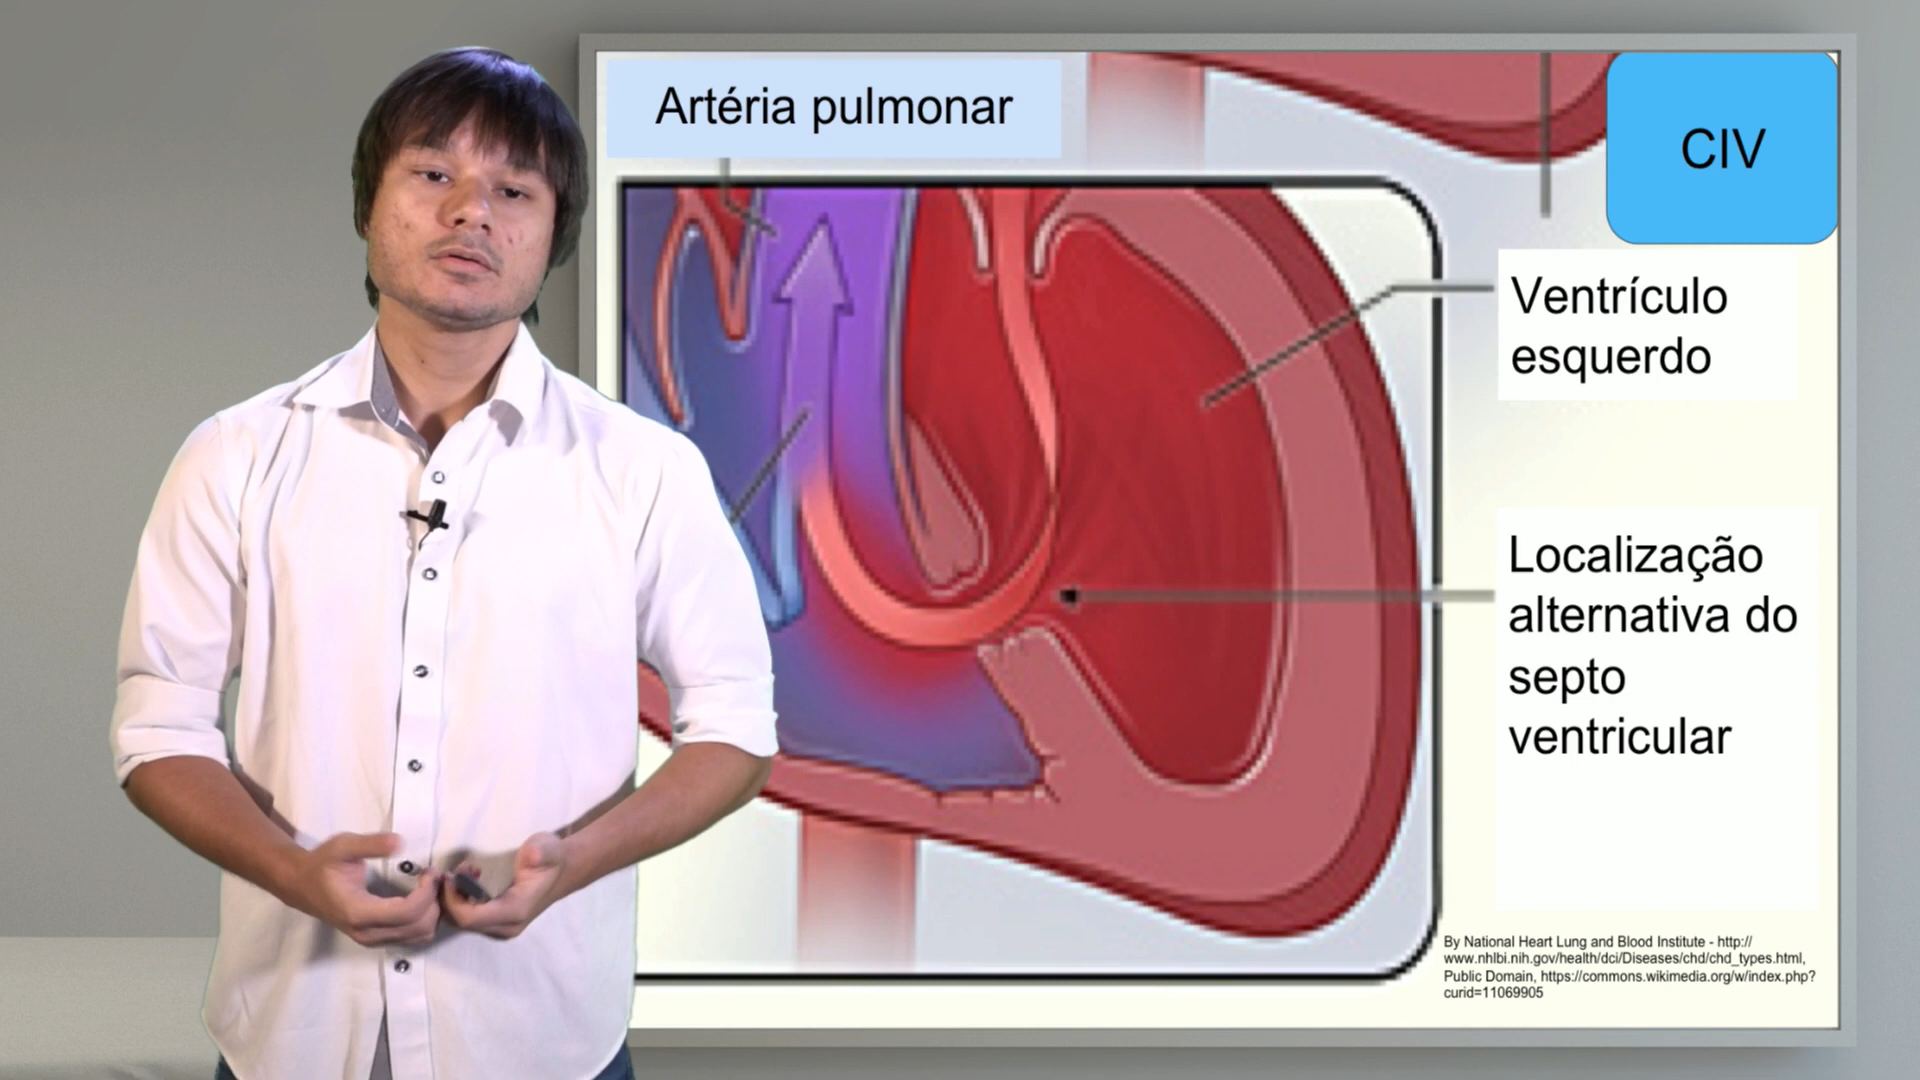 Artéria pulmonar
CIV
Ventrículo
esquerdo
Localização
alternativa do
septo
ventricular
By National Heart Lung and Blood Institute - http://
www.nhlbi.nih.gov/health/dci/Diseases/chd/chd_types.html,
Public Domain, https://commons.wikimedia.org/w/index.php?
curid=11069905